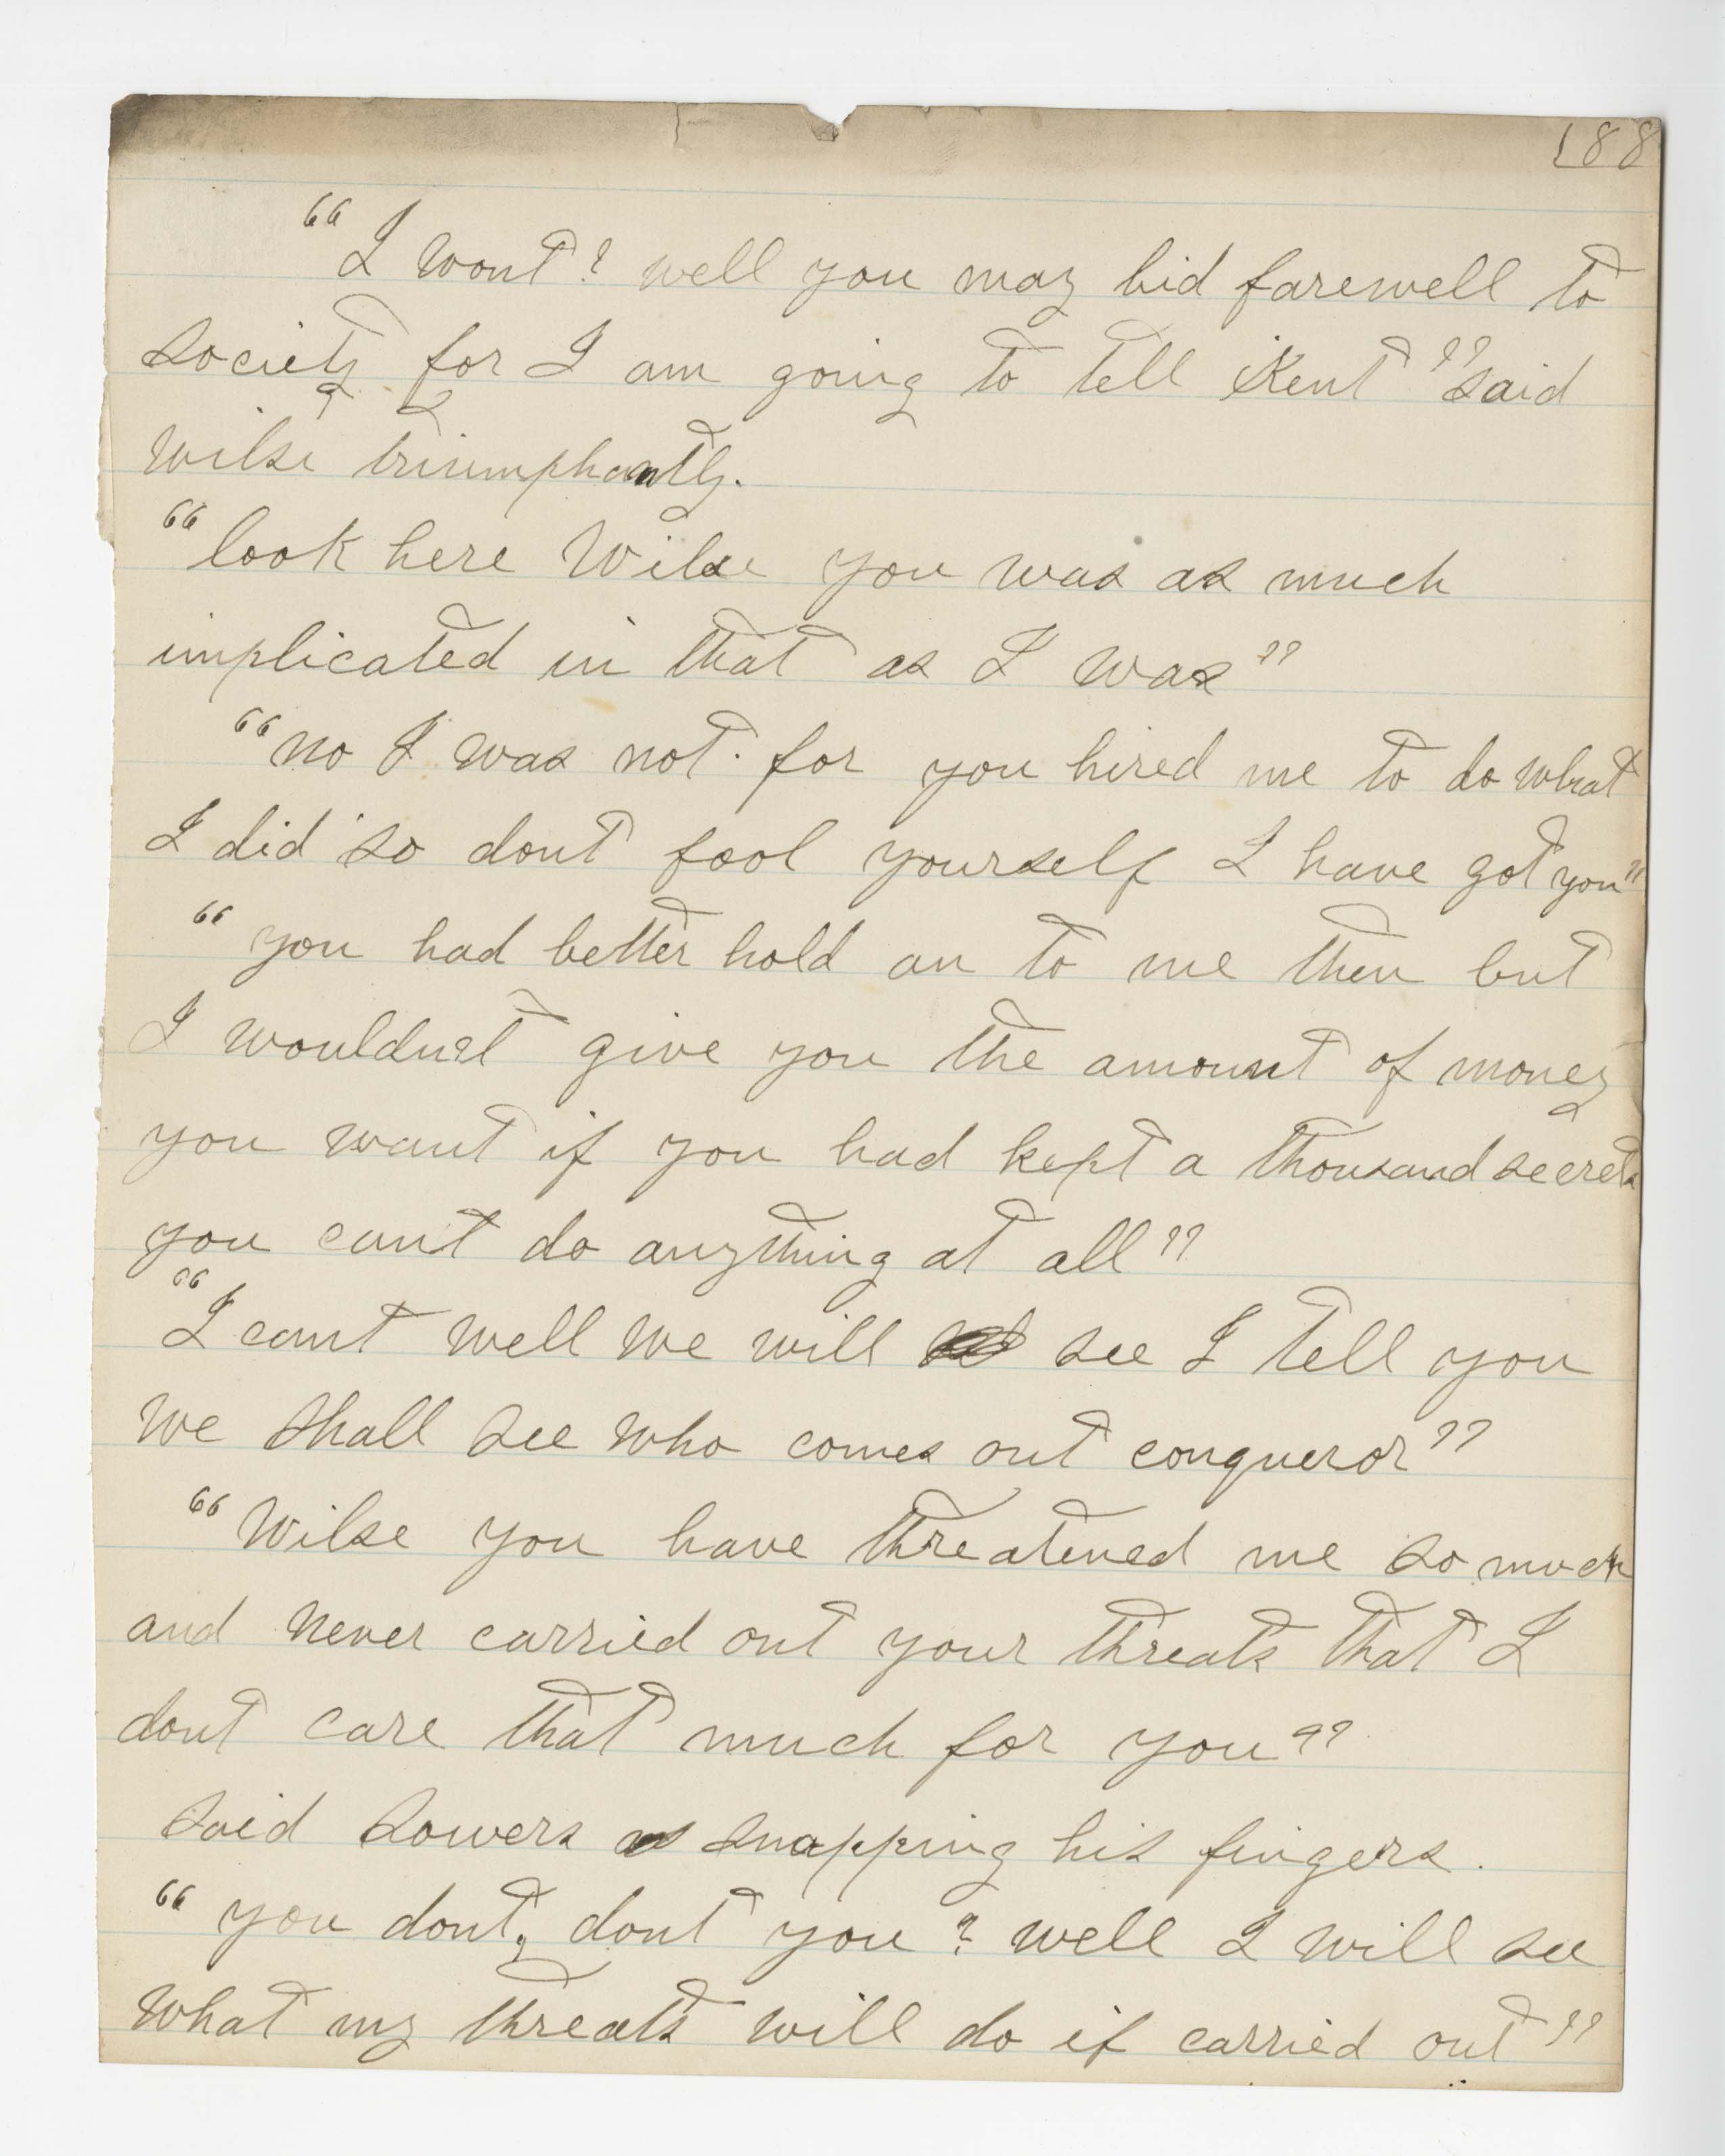 188
"I wont? well you may bid farewell to
society for I am going to tell Kent" said
Wilse triumphantly.
"look here Wilse you was as much
implicated in that as I was"
"no I was not. for you hired me to do what
I did so dont fool yourself I have got you"
"you had better hold on to me then but
I wouldn't give you the amount of money
you want if you had kept a thousand secrets
you can't do anything at all"
"I cant well we will see I tell you
we shall see who comes out conqueror"
"Wilse you have threatened me so much
and never carried out your threats that I
dont care that much for you"
said Sowers snapping his fingers.
"you dont, dont you? well I will see
what my threats will do if carried out"